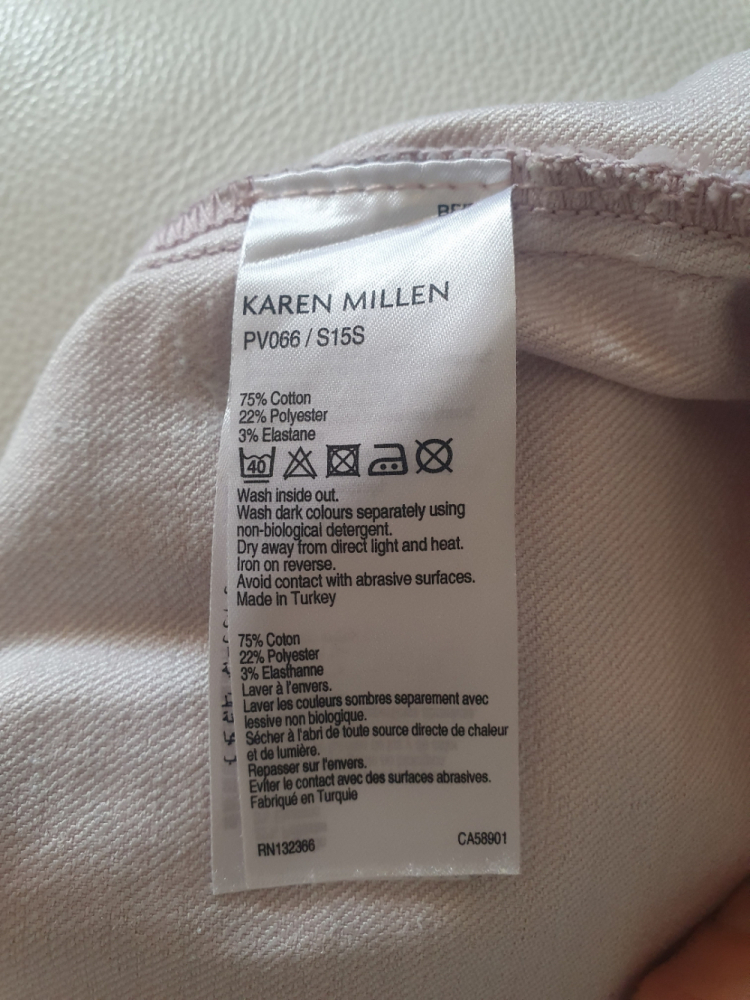 KAREN MILLEN
PV066 / S15S
75% Cotton
22% Polyester
3% Elastane
40
Wash inside out.
Wash dark colours separately using
non-biological detergent.
Dry away from direct light and heat.
Iron on reverse.
Avoid contact with abrasive surfaces.
Made in Turkey
75% Coton
22% Polyester
3% Elasthanne
Laver à l'envers.
Laver les couleurs sombres separement avec
lessive non biologique.
Sécher à l'abri de toute source directe de chaleur
et de lumière.
Repasser sur l'envers.
Eviter le contact avec des surfaces abrasives.
Fabriqué en Turquie
RN132366
CA58901